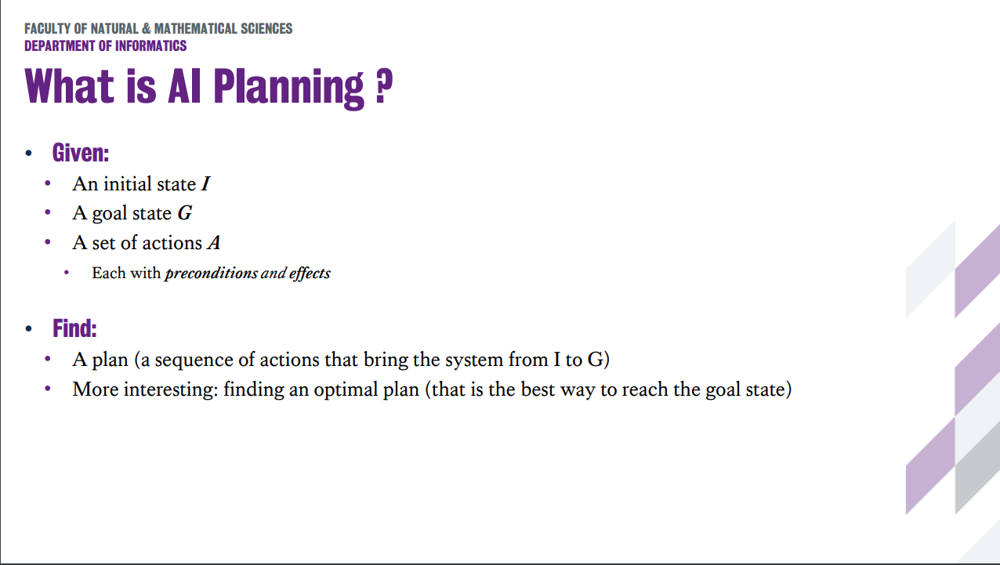 FACULTY OF NATURAL & MATHEMATICAL SCIENCES
DEPARTMENT OF INFORMATICS
What is AI Planning ?
• Given:
• An initial state I
• A goal state G
• A set of actions A
• Each with preconditions and effects
• Find:
• A plan (a sequence of actions that bring the system from I to G)
• More interesting: finding an optimal plan (that is the best way to reach the goal state)